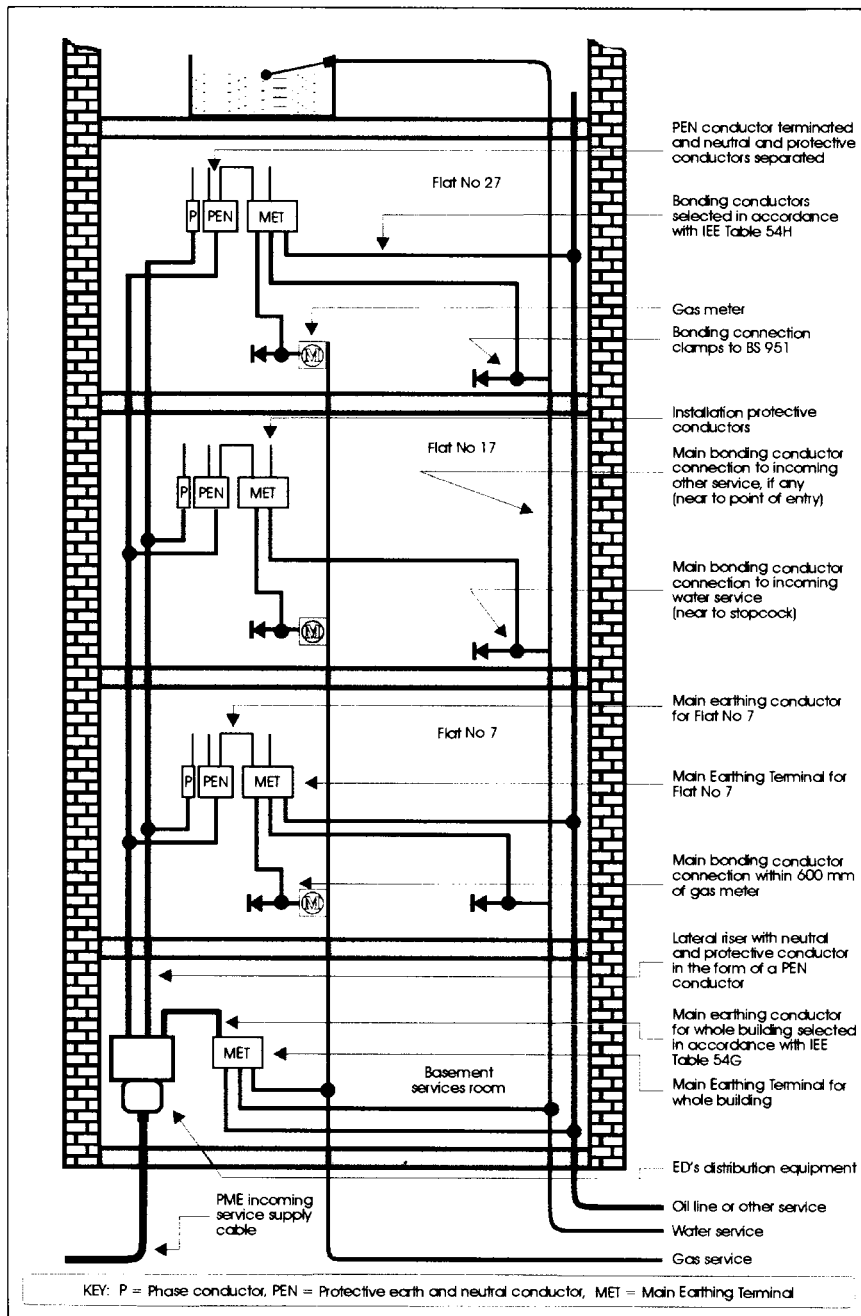 PEN conductor terminated
and neutral and protective
conductors separated
Flat No 27
Bonding conductors
selected in accordance
with IEE Table 54H
P
PEN
MET
Gas meter
M
Bonding connection
clamps to BS 951
Installation protective
conductors
Flat No 17
Main bonding conductor
connection to incoming
other service, if any
(near to point of entry)
P
PEN
MET
Main bonding conductor
connection to incoming
water service
(near to stopcock)
M
Main earthing conductor
for Flat No 7
Flat No 7
P
PEN
MET
Main Earthing Terminal for
Flat No 7
Main bonding conductor
connection within 600 mm
of gas meter
M
Lateral riser with neutral
and protective conductor
in the form of a PEN
conductor
Main earthing conductor
for whole building selected
in accordance with IEE
Table 54G
MET
Basement
services room
Main Earthing Terminal for
whole building
ED's distribution equipment
PME incoming
service supply
cable
Oil line or other service
Water service
Gas service
KEY: P = Phase conductor, PEN = Protective earth and neutral conductor, MET = Main Earthing Terminal